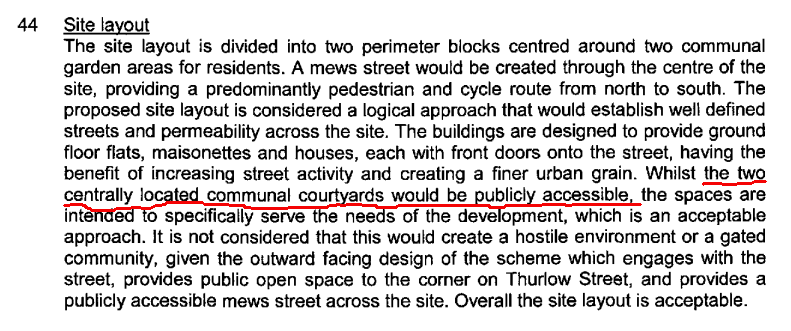 44 Site layout
The site layout is divided into two perimeter blocks centred around two communal
garden areas for residents. A mews street would be created through the centre of the
site, providing a predominantly pedestrian and cycle route from north to south. The
proposed site layout is considered a logical approach that would establish well defined
streets and permeability across the site. The buildings are designed to provide ground
floor flats, maisonettes and houses, each with front doors onto the street, having the
benefit of increasing street activity and creating a finer urban grain. Whilst the two
centrally located communal courtyards would be publicly accessible, the spaces are
intended to specifically serve the needs of the development, which is an acceptable
approach. It is not considered that this would create a hostile environment or a gated
community, given the outward facing design of the scheme which engages with the
street, provides public open space to the corner on Thurlow Street, and provides a
publicly accessible mews street across the site. Overall the site layout is acceptable.